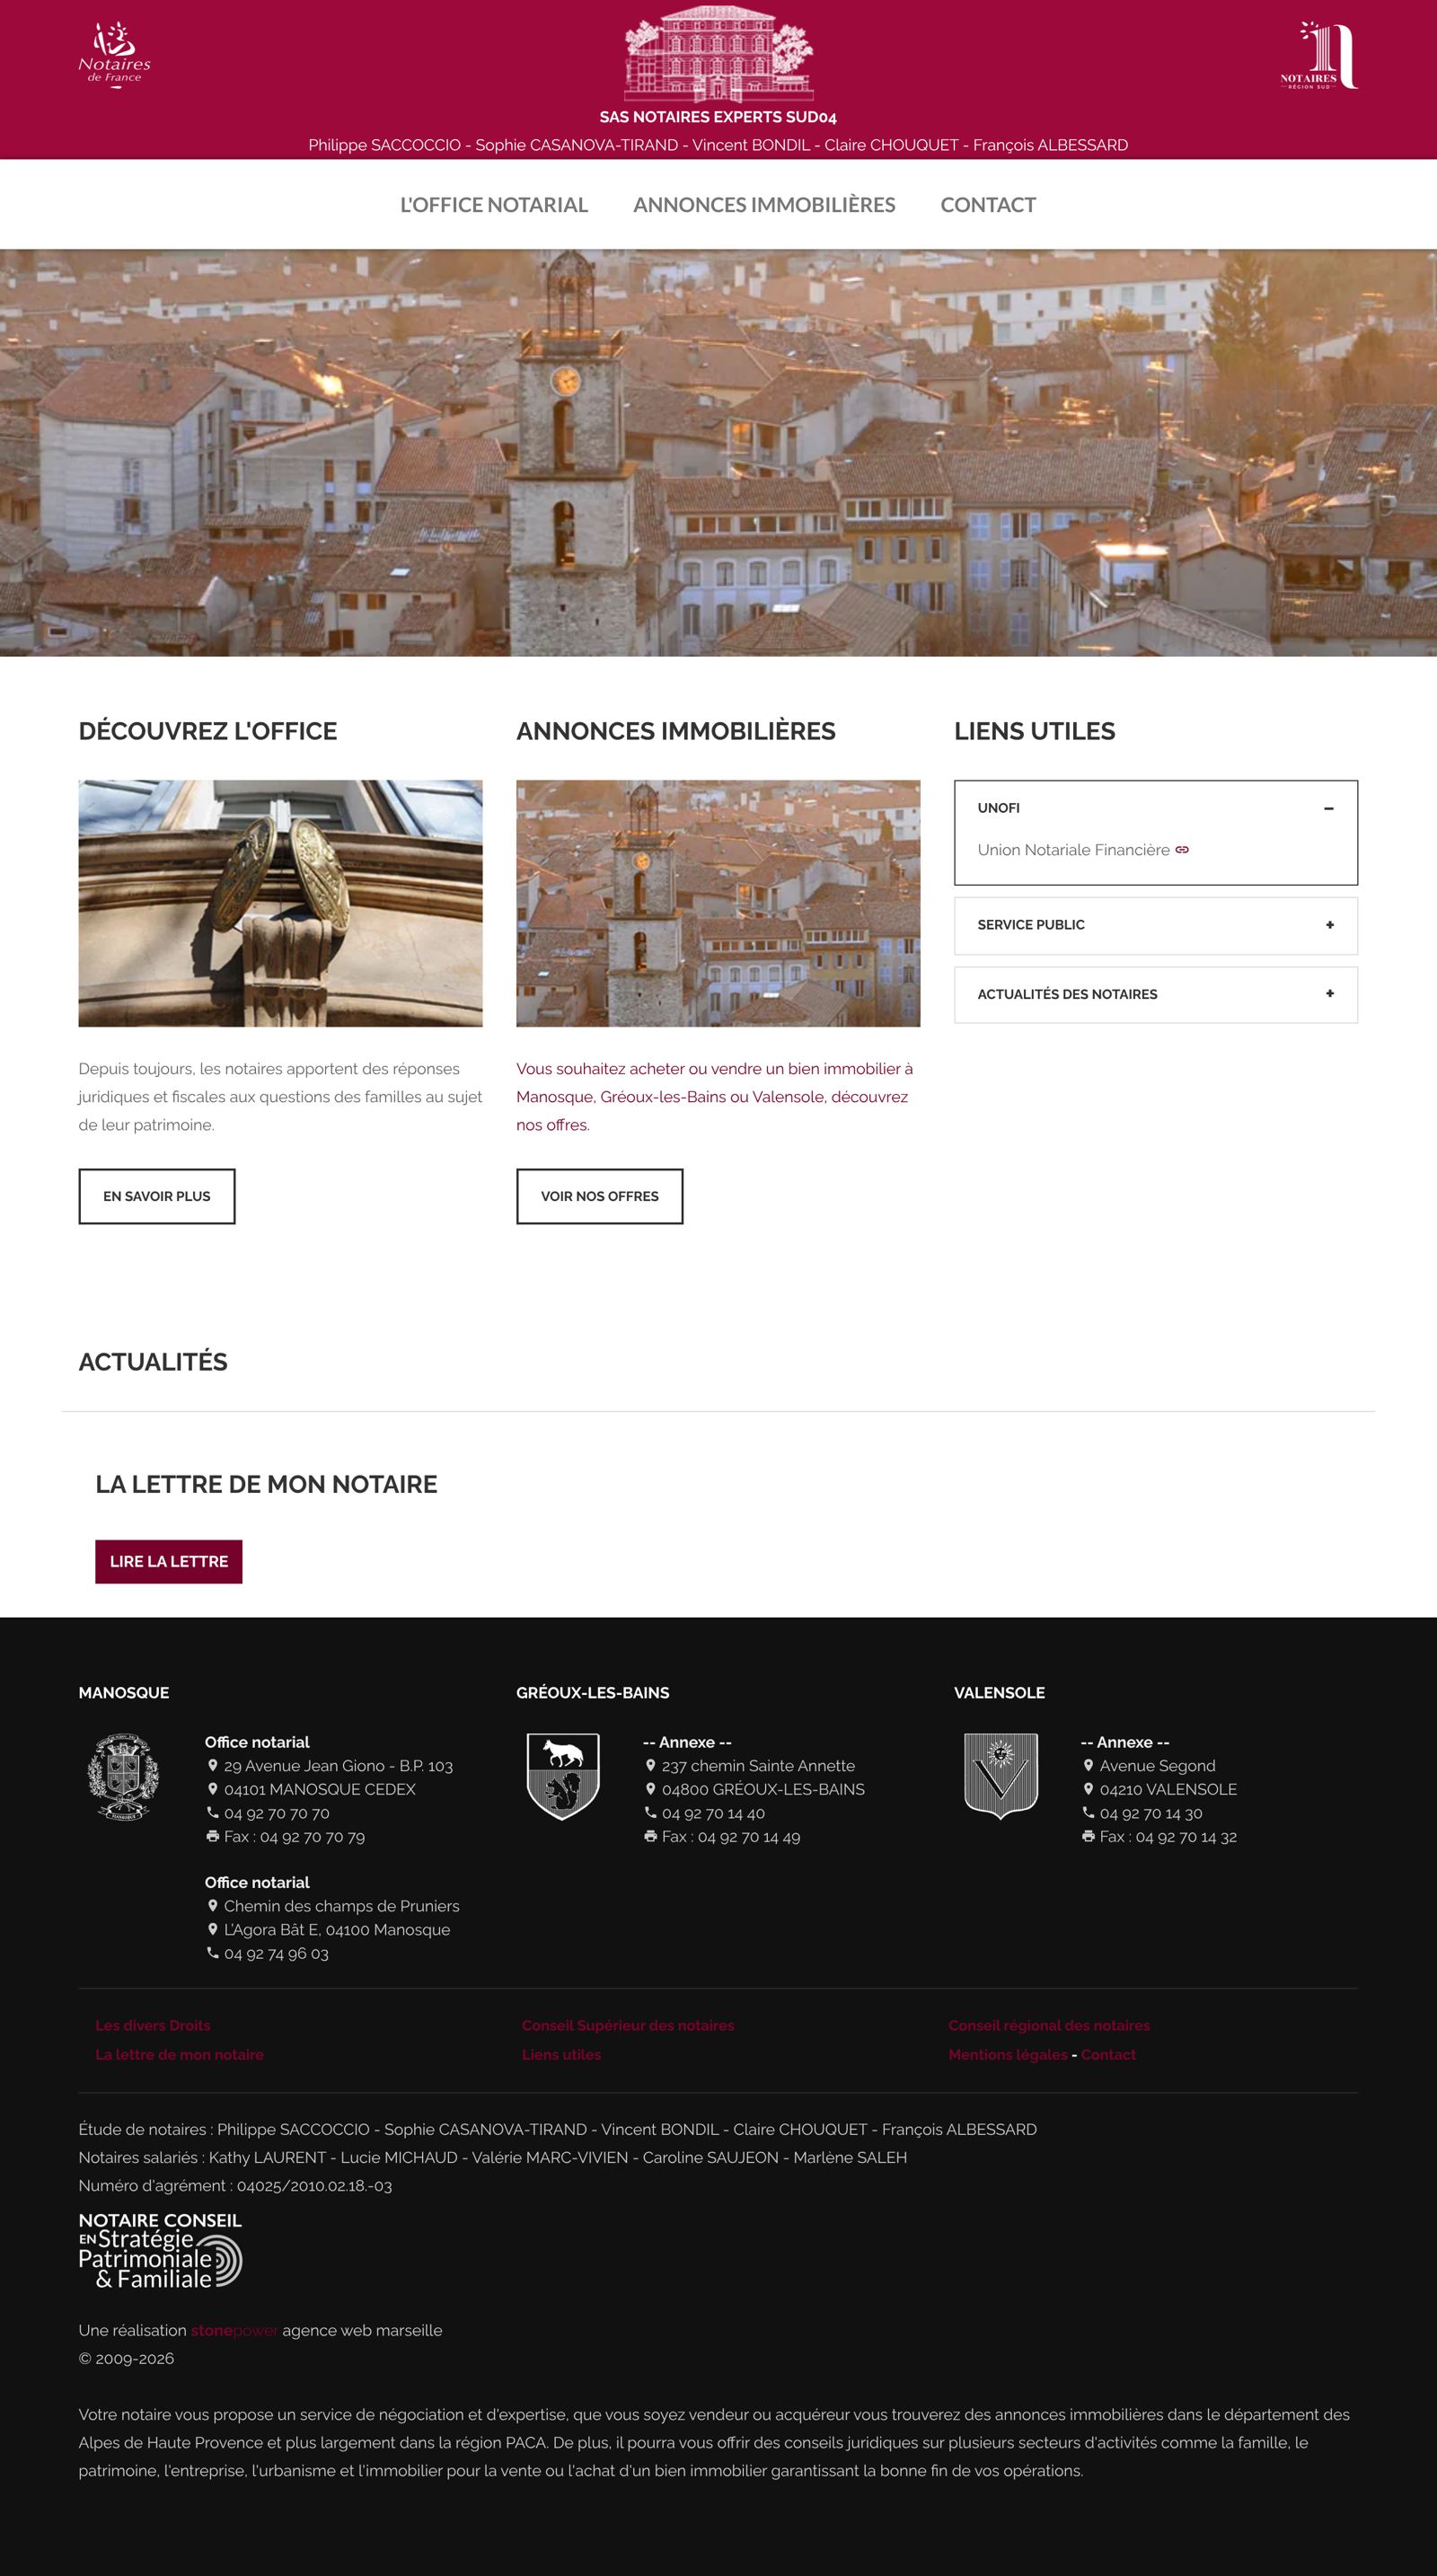 Notaires
de France
NOTAIRES
RÉGION SUD
SAS NOTAIRES EXPERTS SUD04
Philippe SACCOCCIO - Sophie CASANOVA-TIRAND - Vincent BONDIL - Claire CHOUQUET - François ALBESSARD
L'OFFICE NOTARIAL ANNONCES IMMOBILIÈRES CONTACT
DÉCOUVREZ L'OFFICE
Depuis toujours, les notaires apportent des réponses
juridiques et fiscales aux questions des familles au sujet
de leur patrimoine.
EN SAVOIR PLUS
ANNONCES IMMOBILIÈRES
Vous souhaitez acheter ou vendre un bien immobilier à
Manosque, Gréoux-les-Bains ou Valensole, découvrez
nos offres.
VOIR NOS OFFRES
LIENS UTILES
UNOFI −
Union Notariale Financière
SERVICE PUBLIC +
ACTUALITÉS DES NOTAIRES +
ACTUALITÉS
LA LETTRE DE MON NOTAIRE
LIRE LA LETTRE
MANOSQUE
Office notarial
29 Avenue Jean Giono - B.P. 103
04101 MANOSQUE CEDEX
04 92 70 70 70
Fax : 04 92 70 70 79
Office notarial
Chemin des champs de Pruniers
L'Agora Bât E, 04100 Manosque
04 92 74 96 03
GRÉOUX-LES-BAINS
-- Annexe --
237 chemin Sainte Annette
04800 GRÉOUX-LES-BAINS
04 92 70 14 40
Fax : 04 92 70 14 49
VALENSOLE
-- Annexe --
Avenue Segond
04210 VALENSOLE
04 92 70 14 30
Fax : 04 92 70 14 32
Les divers Droits
La lettre de mon notaire
Conseil Supérieur des notaires
Liens utiles
Conseil régional des notaires
Mentions légales - Contact
Étude de notaires : Philippe SACCOCCIO - Sophie CASANOVA-TIRAND - Vincent BONDIL - Claire CHOUQUET - François ALBESSARD
Notaires salariés : Kathy LAURENT - Lucie MICHAUD - Valérie MARC-VIVIEN - Caroline SAUJEON - Marlène SALEH
Numéro d'agrément : 04025/2010.02.18.-03
NOTAIRE CONSEIL
EN Stratégie
Patrimoniale
& Familiale
Une réalisation stonepower agence web marseille
© 2009-2026
Votre notaire vous propose un service de négociation et d'expertise, que vous soyez vendeur ou acquéreur vous trouverez des annonces immobilières dans le département des
Alpes de Haute Provence et plus largement dans la région PACA. De plus, il pourra vous offrir des conseils juridiques sur plusieurs secteurs d'activités comme la famille, le
patrimoine, l'entreprise, l'urbanisme et l'immobilier pour la vente ou l'achat d'un bien immobilier garantissant la bonne fin de vos opérations.